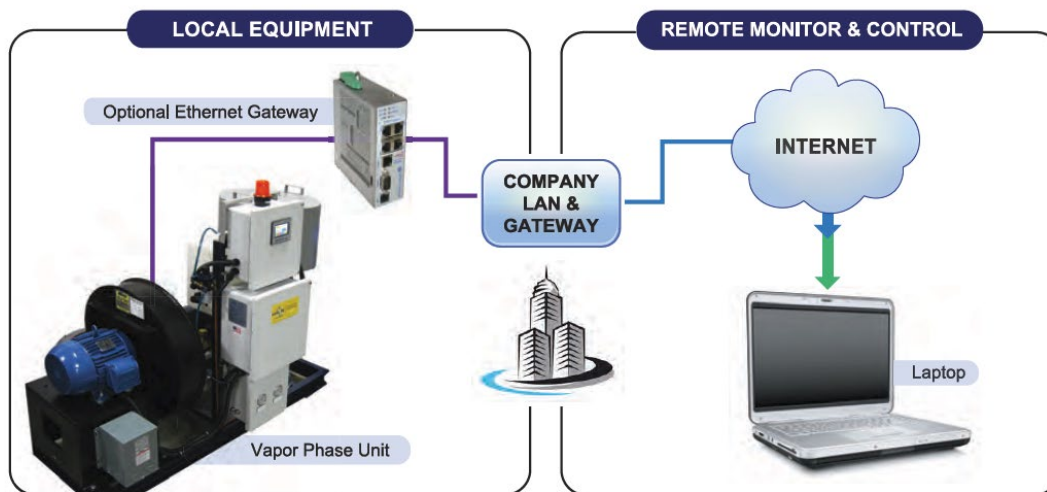 LOCAL EQUIPMENT
REMOTE MONITOR & CONTROL
Optional Ethernet Gateway
INTERNET
COMPANY
LAN &
GATEWAY
Laptop
Vapor Phase Unit